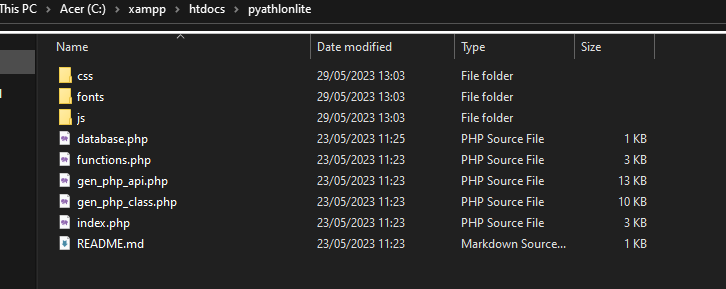 This PC > Acer (C:) > xampp > htdocs > pyathlonlite
Name Date modified Type Size
css 29/05/2023 13:03 File folder
fonts 29/05/2023 13:03 File folder
js 29/05/2023 13:03 File folder
database.php 23/05/2023 11:25 PHP Source File 1 KB
functions.php 23/05/2023 11:23 PHP Source File 3 KB
gen_php_api.php 23/05/2023 11:23 PHP Source File 13 KB
gen_php_class.php 23/05/2023 11:23 PHP Source File 10 KB
index.php 23/05/2023 11:23 PHP Source File 3 KB
README.md 23/05/2023 11:23 Markdown Source... 1 KB